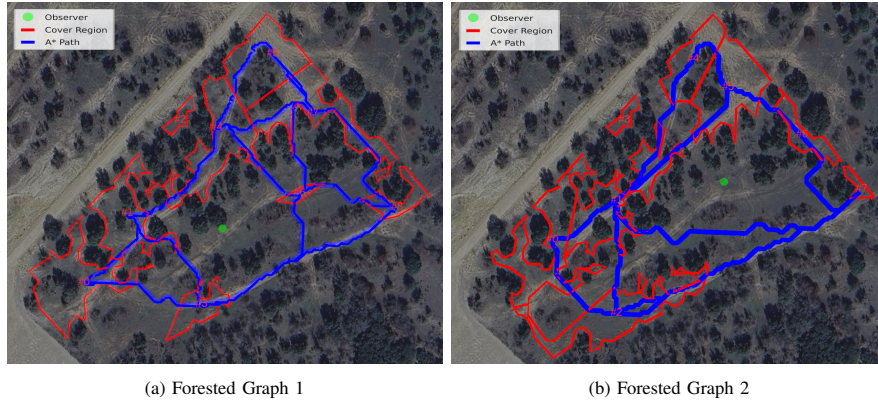 Observer
Cover Region
A* Path
Observer
Cover Region
A* Path
(a) Forested Graph 1
(b) Forested Graph 2